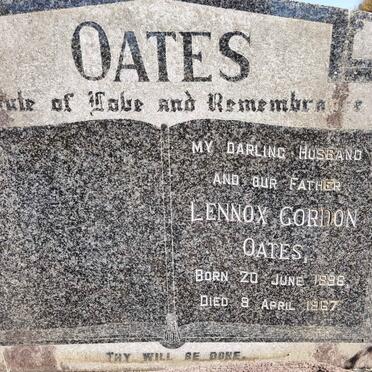 OATES
of Love and Remembra
MY DARLING HUSBAND
AND OUR FATHER
LENNOX GORDON
OATES
BORN 20 JUNE 1896
DIED 9 APRIL 1967
THY WILL BE DONE.